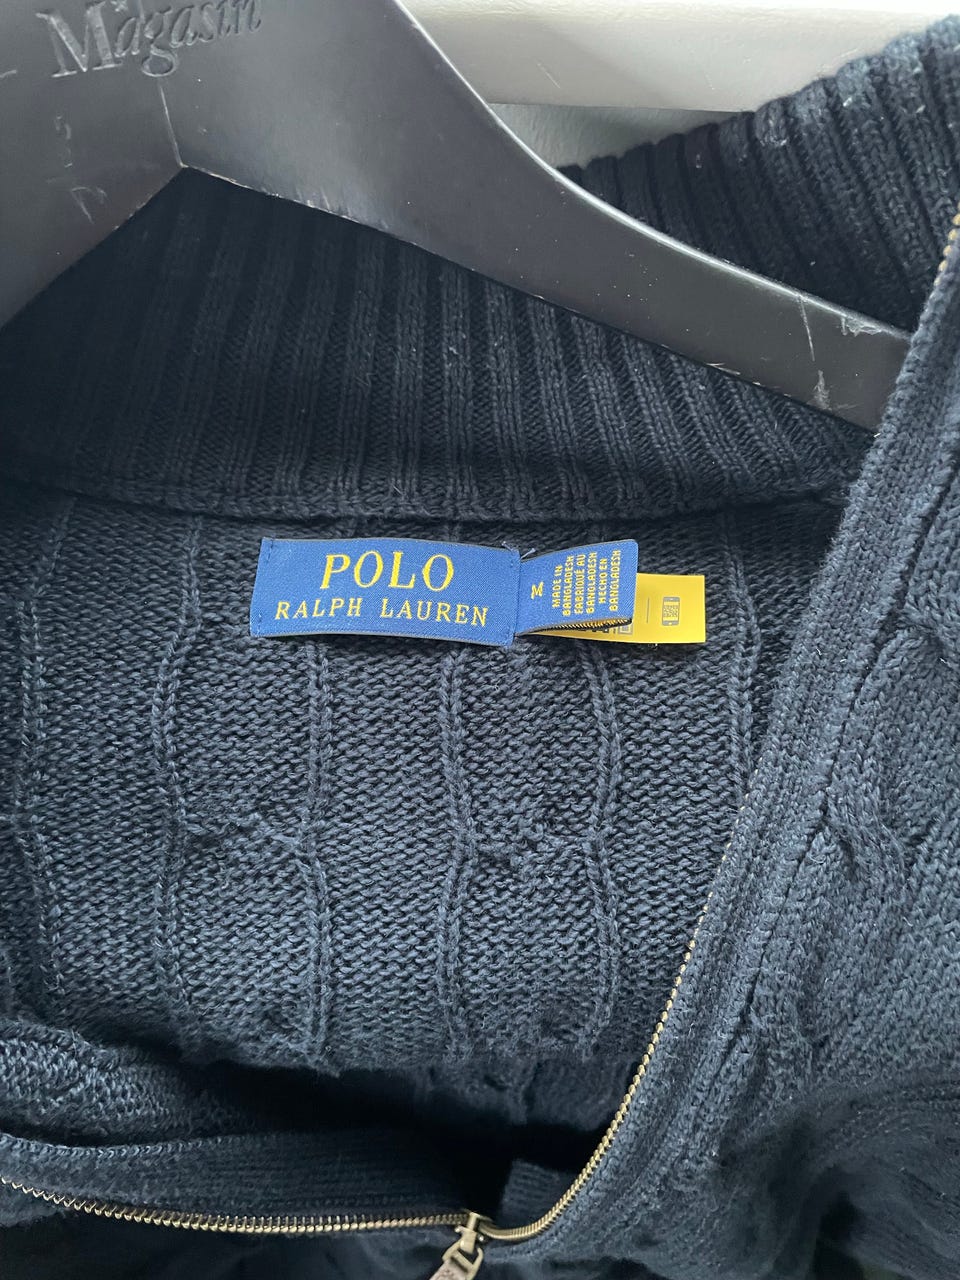 Magasin
POLO
RALPH LAUREN
M
MADE IN
BANGLADESH
FABRIQUÉ AU
BANGLADESH
HECHO EN
BANGLADESH